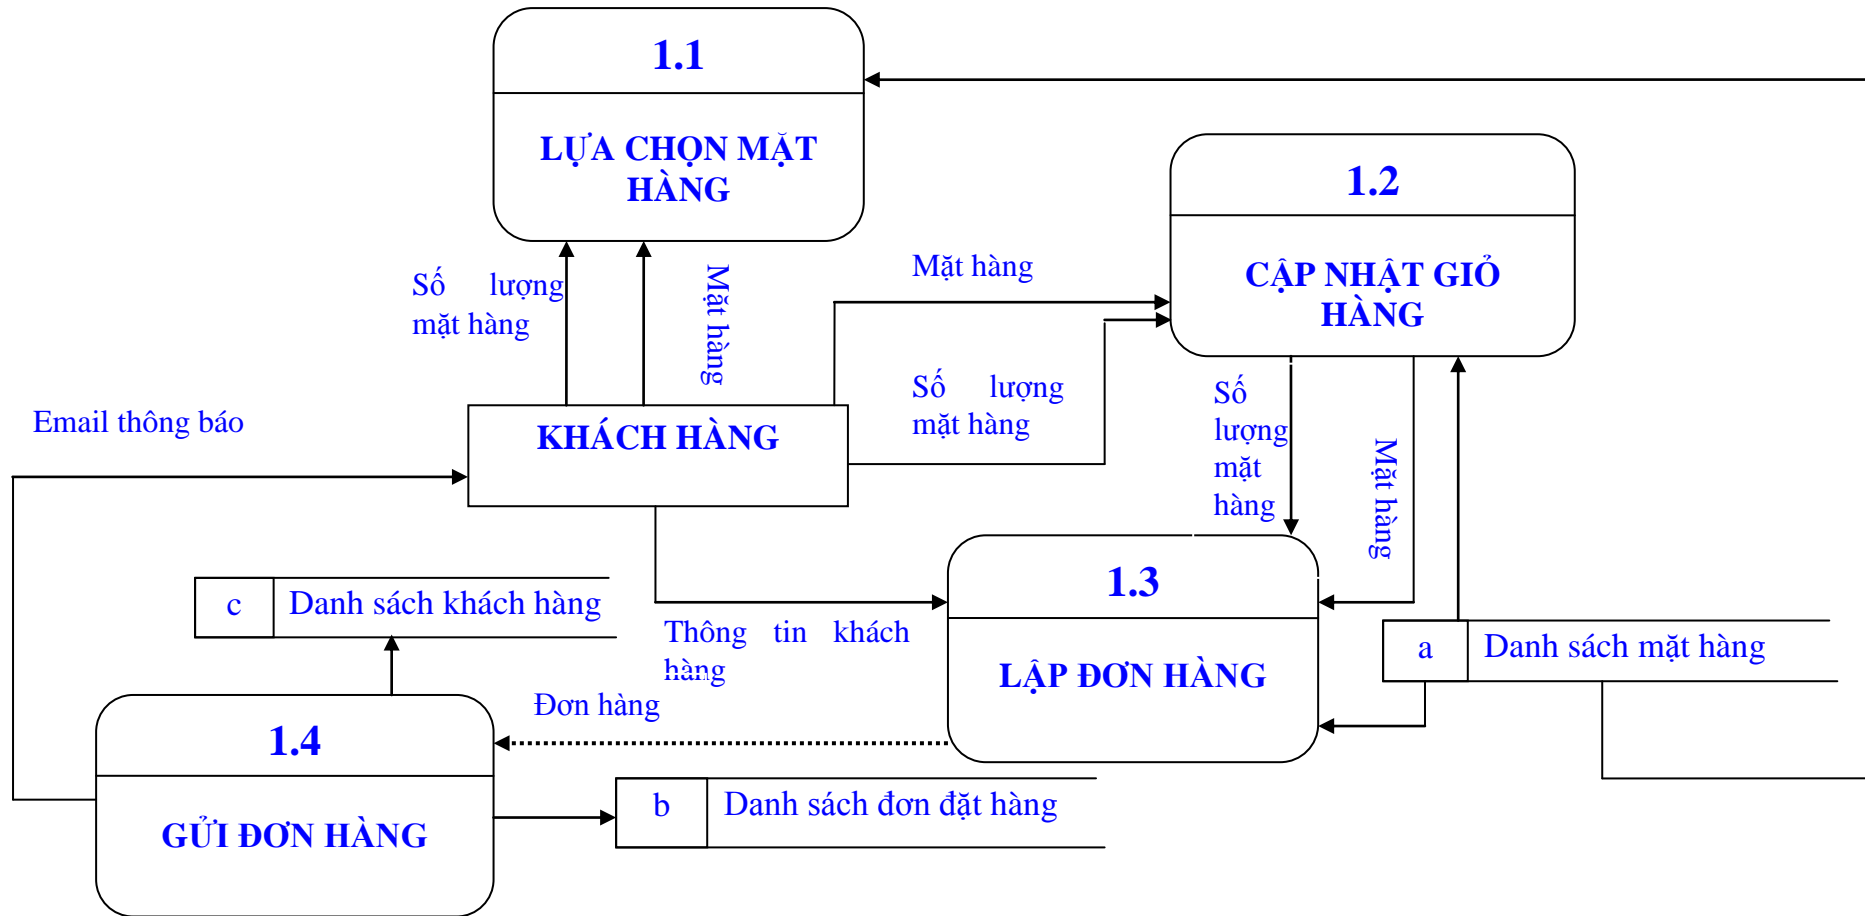 1.1
LỰA CHỌN MẶT
HÀNG
1.2
CẬP NHẬT GIỎ
HÀNG
Số lượng
mặt hàng
Mặt hàng
Mặt hàng
Số lượng
mặt hàng
Số
lượng
mặt
hàng
Mặt hàng
Email thông báo
KHÁCH HÀNG
c
Danh sách khách hàng
Thông tin khách
hàng
1.3
LẬP ĐƠN HÀNG
a
Danh sách mặt hàng
Đơn hàng
1.4
GỬI ĐƠN HÀNG
b
Danh sách đơn đặt hàng